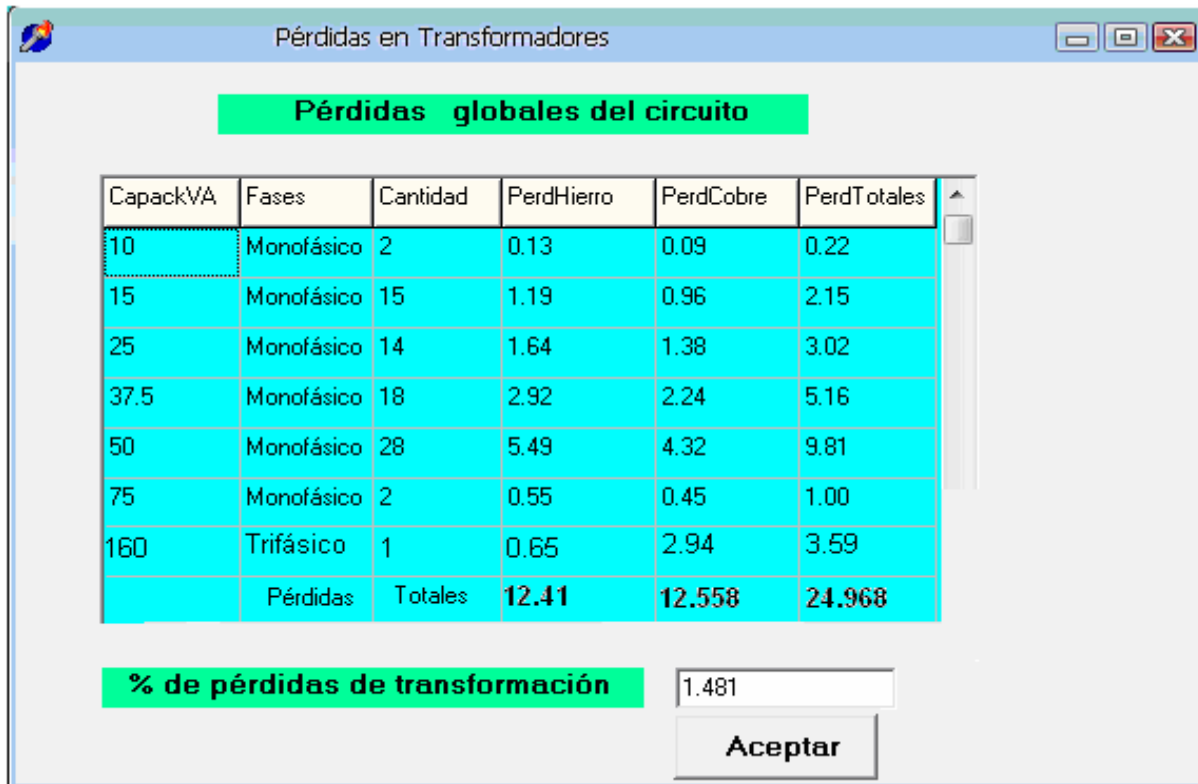 Pérdidas en Transformadores
Pérdidas globales del circuito
CapackVA Fases Cantidad PerdHierro PerdCobre PerdTotales
10 Monofásico 2 0.13 0.09 0.22
15 Monofásico 15 1.19 0.96 2.15
25 Monofásico 14 1.64 1.38 3.02
37.5 Monofásico 18 2.92 2.24 5.16
50 Monofásico 28 5.49 4.32 9.81
75 Monofásico 2 0.55 0.45 1.00
160 Trifásico 1 0.65 2.94 3.59
Pérdidas Totales 12.41 12.558 24.968
% de pérdidas de transformación 1.481
Aceptar